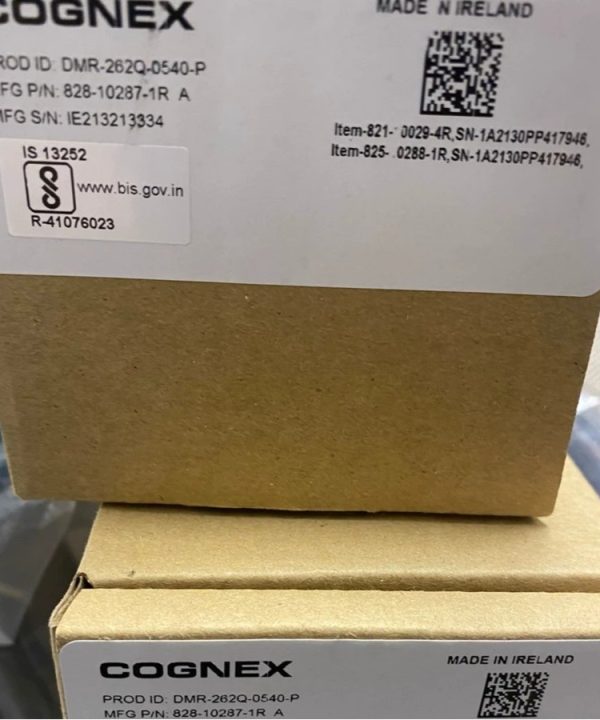 COGNEX
MADE N IRELAND
ROD ID: DMR-262Q-0540-P
FG P/N: 828-10287-1R A
MFG S/N: IE213213334
Item-821- 0029-4R,SN-1A2130PP417946,
Item-825- .0288-1R,SN-1A2130PP417946,
IS 13252
www.bis.gov.in
R-41076023
COGNEX
MADE IN IRELAND
PROD ID: DMR-262Q-0540-P
MFG P/N: 828-10287-1R A